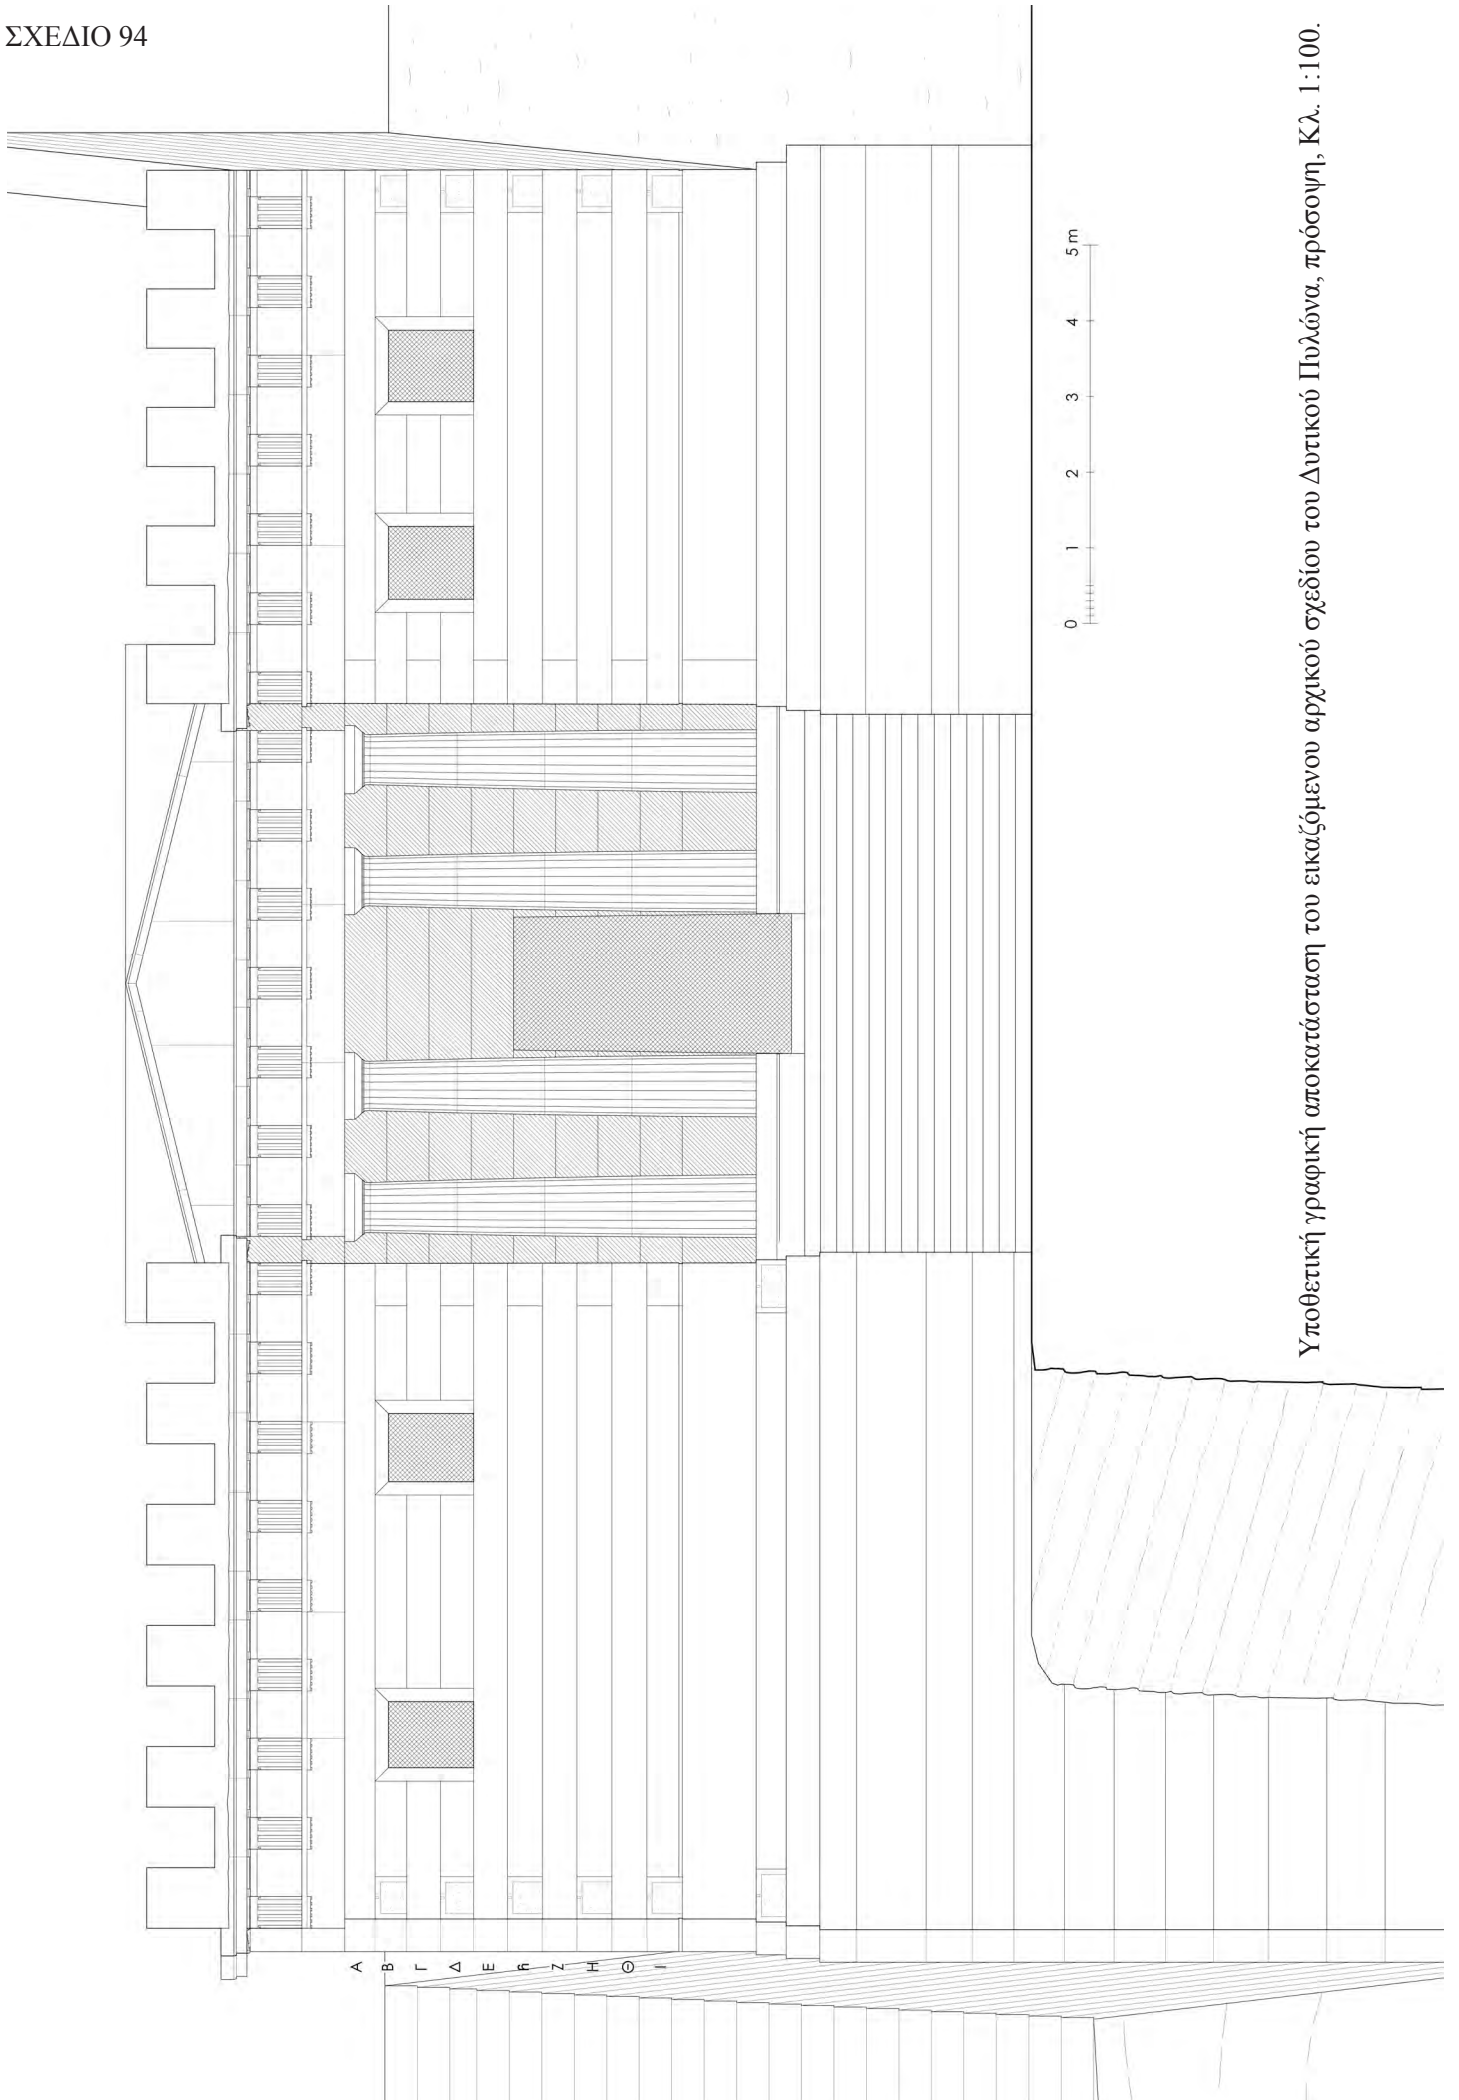 ΣΧΕΔΙΟ 94
Α
Β
Γ
Δ
Ε
ϛ
Ζ
Η
Θ
Ι
0 1 2 3 4 5 m
Υποθετική γραφική αποκατάσταση του εικαζόμενου αρχικού σχεδίου του Δυτικού Πυλώνα, πρόσοψη, Κλ. 1:100.